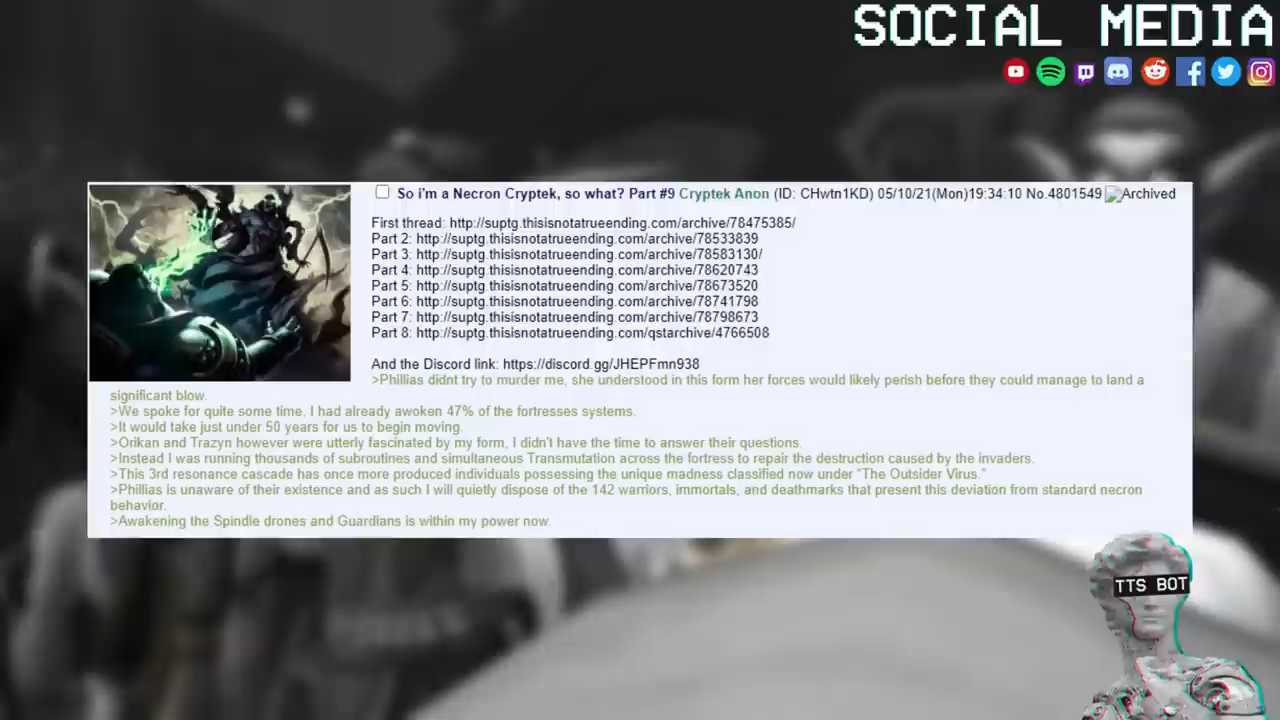 SOCIAL MEDIA
So i'm a Necron Cryptek, so what? Part #9 Cryptek Anon (ID: CHwtn1KD) 05/10/21(Mon)19:34:10 No.4801549 Archived
First thread: http://suptg.thisisnotatrueending.com/archive/78475385/
Part 2: http://suptg.thisisnotatrueending.com/archive/78533839
Part 3: http://suptg.thisisnotatrueending.com/archive/78583130/
Part 4: http://suptg.thisisnotatrueending.com/archive/78620743
Part 5: http://suptg.thisisnotatrueending.com/archive/78673520
Part 6: http://suptg.thisisnotatrueending.com/archive/78741798
Part 7: http://suptg.thisisnotatrueending.com/archive/78798673
Part 8: http://suptg.thisisnotatrueending.com/qstarchive/4766508
And the Discord link: https://discord.gg/JHEPFmn938
>Phillias didnt try to murder me, she understood in this form her forces would likely perish before they could manage to land a
significant blow.
>We spoke for quite some time, I had already awoken 47% of the fortresses systems.
>It would take just under 50 years for us to begin moving.
>Orikan and Trazyn however were utterly fascinated by my form, I didn't have the time to answer their questions.
>Instead I was running thousands of subroutines and simultaneous Transmutation across the fortress to repair the destruction caused by the invaders.
>This 3rd resonance cascade has once more produced individuals possessing the unique madness classified now under "The Outsider Virus."
>Phillias is unaware of their existence and as such I will quietly dispose of the 142 warriors, immortals, and deathmarks that present this deviation from standard necron
behavior.
>Awakening the Spindle drones and Guardians is within my power now.
TTS BOT